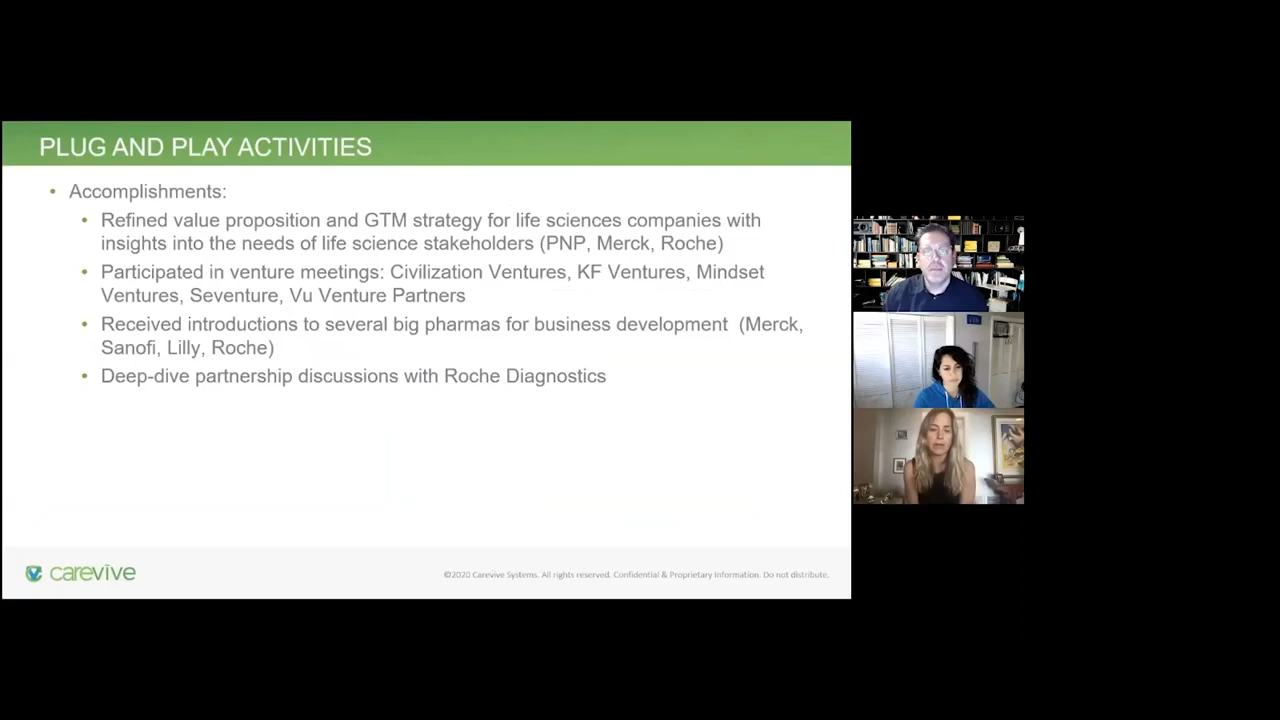 PLUG AND PLAY ACTIVITIES
• Accomplishments:
• Refined value proposition and GTM strategy for life sciences companies with
insights into the needs of life science stakeholders (PNP, Merck, Roche)
• Participated in venture meetings: Civilization Ventures, KF Ventures, Mindset
Ventures, Seventure, Vu Venture Partners
• Received introductions to several big pharmas for business development (Merck,
Sanofi, Lilly, Roche)
• Deep-dive partnership discussions with Roche Diagnostics
carevive
©2020 Carevive Systems. All rights reserved. Confidential & Proprietary Information. Do not distribute.